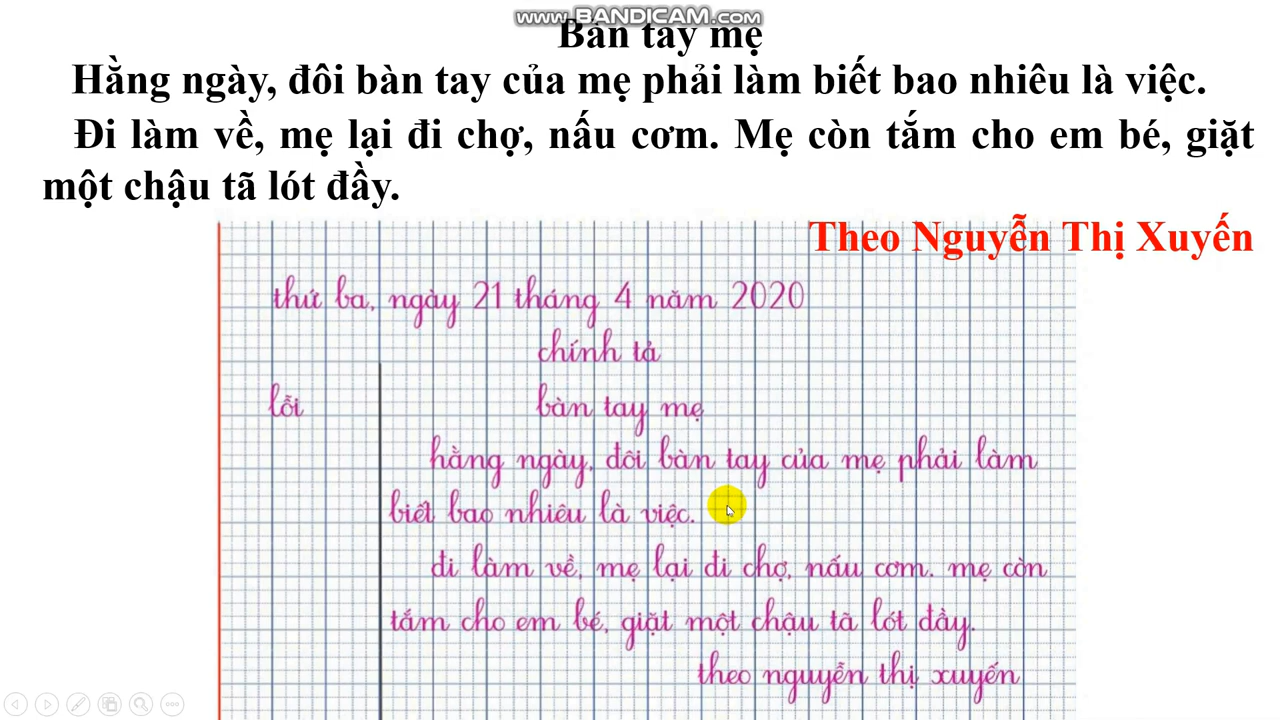 www.BANDICAM.com
Bàn tay mẹ
Hằng ngày, đôi bàn tay của mẹ phải làm biết bao nhiêu là việc.
Đi làm về, mẹ lại đi chợ, nấu cơm. Mẹ còn tắm cho em bé, giặt
một chậu tã lót đầy.
Theo Nguyễn Thị Xuyến
thứ ba, ngày 21 tháng 4 năm 2020
chính tả
lỗi
bàn tay mẹ
hằng ngày, đôi bàn tay của mẹ phải làm
biết bao nhiêu là việc.
đi làm về, mẹ lại đi chợ, nấu cơm. mẹ còn
tắm cho em bé, giặt một chậu tã lót đầy.
theo nguyễn thị xuyến